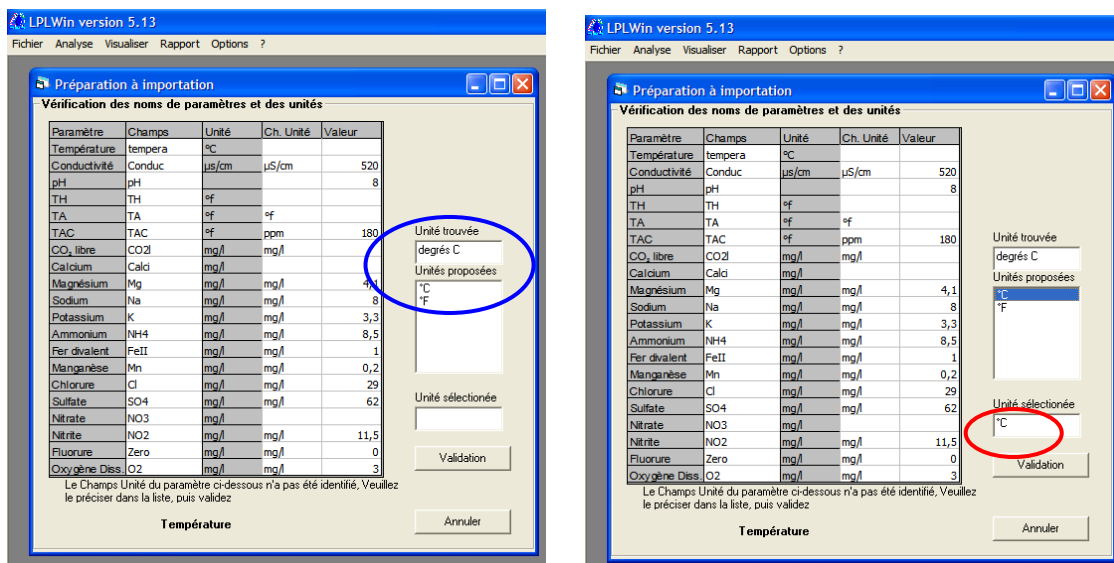 LPLWin version 5.13
Fichier Analyse Visualiser Rapport Options ?
Préparation à importation
Vérification des noms de paramètres et des unités
Paramètre Champs Unité Ch. Unité Valeur
Température tempera °C
Conductivité Conduc µs/cm µS/cm 520
pH pH 8
TH TH °f
TA TA °f °f
TAC TAC °f ppm 180
CO₂ libre CO2l mg/l mg/l
Calcium Calci mg/l
Magnésium Mg mg/l mg/l 4,1
Sodium Na mg/l mg/l 8
Potassium K mg/l mg/l 3,3
Ammonium NH4 mg/l mg/l 8,5
Fer divalent FeII mg/l mg/l 1
Manganèse Mn mg/l mg/l 0,2
Chlorure Cl mg/l mg/l 29
Sulfate SO4 mg/l mg/l 62
Nitrate NO3 mg/l
Nitrite NO2 mg/l mg/l 11,5
Fluorure Zero mg/l mg/l 0
Oxygène Diss. O2 mg/l mg/l 3
Unité trouvée
degrés C
Unités proposées
°C
°F
Unité sélectionée
Validation
Le Champs Unité du paramètre ci-dessous n'a pas été identifié, Veuillez
le préciser dans la liste, puis validez
Température
Annuler
LPLWin version 5.13
Fichier Analyse Visualiser Rapport Options ?
Préparation à importation
Vérification des noms de paramètres et des unités
Paramètre Champs Unité Ch. Unité Valeur
Température tempera °C
Conductivité Conduc µs/cm µS/cm 520
pH pH 8
TH TH °f
TA TA °f °f
TAC TAC °f ppm 180
CO₂ libre CO2l mg/l mg/l
Calcium Calci mg/l
Magnésium Mg mg/l mg/l 4,1
Sodium Na mg/l mg/l 8
Potassium K mg/l mg/l 3,3
Ammonium NH4 mg/l mg/l 8,5
Fer divalent FeII mg/l mg/l 1
Manganèse Mn mg/l mg/l 0,2
Chlorure Cl mg/l mg/l 29
Sulfate SO4 mg/l mg/l 62
Nitrate NO3 mg/l
Nitrite NO2 mg/l mg/l 11,5
Fluorure Zero mg/l mg/l 0
Oxygène Diss. O2 mg/l mg/l 3
Unité trouvée
degrés C
Unités proposées
°C
°F
Unité sélectionée
°C
Validation
Le Champs Unité du paramètre ci-dessous n'a pas été identifié, Veuillez
le préciser dans la liste, puis validez
Température
Annuler